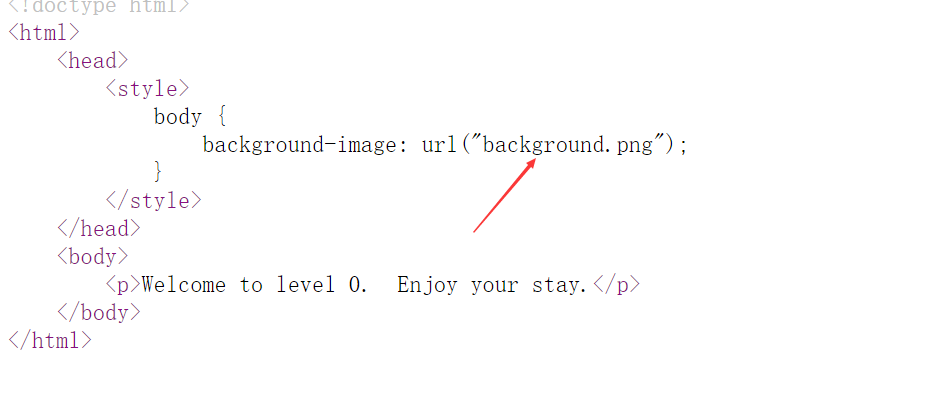 <!doctype html>
<html>
<head>
<style>
body {
background-image: url("background.png");
}
</style>
</head>
<body>
<p>Welcome to level 0.  Enjoy your stay.</p>
</body>
</html>